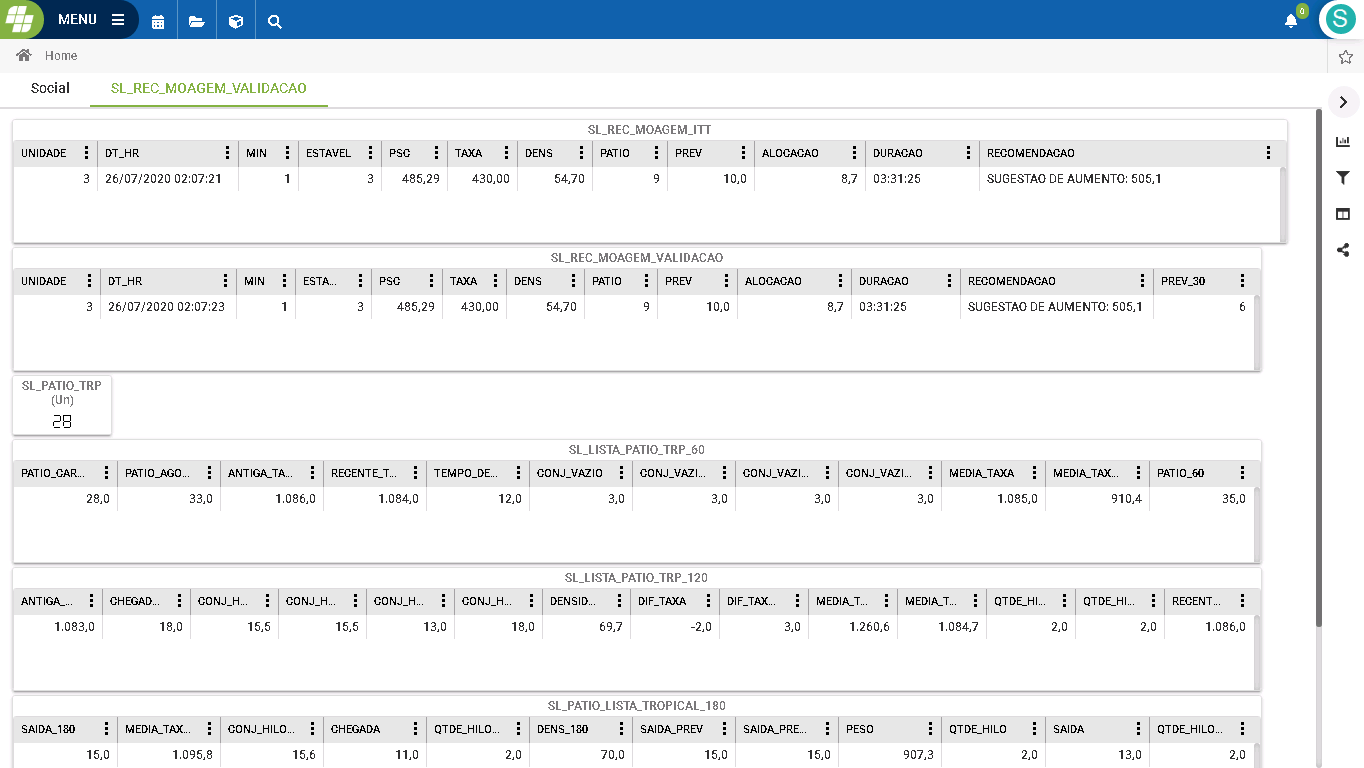 MENU
0
S
Home
Social SL_REC_MOAGEM_VALIDACAO
SL_REC_MOAGEM_ITT
UNIDADE DT_HR MIN ESTAVEL PSC TAXA DENS PATIO PREV ALOCACAO DURACAO RECOMENDACAO
3 26/07/2020 02:07:21 1 3 485,29 430,00 54,70 9 10,0 8,7 03:31:25 SUGESTAO DE AUMENTO: 505,1
SL_REC_MOAGEM_VALIDACAO
UNIDADE DT_HR MIN ESTA... PSC TAXA DENS PATIO PREV ALOCACAO DURACAO RECOMENDACAO PREV_30
3 26/07/2020 02:07:23 1 3 485,29 430,00 54,70 9 10,0 8,7 03:31:25 SUGESTAO DE AUMENTO: 505,1 6
SL_PATIO_TRP
(Un)
28
SL_LISTA_PATIO_TRP_60
PATIO_CAR... PATIO_AGO... ANTIGA_TA... RECENTE_T... TEMPO_DE... CONJ_VAZIO CONJ_VAZI... CONJ_VAZI... CONJ_VAZI... MEDIA_TAXA MEDIA_TAX... PATIO_60
28,0 33,0 1.086,0 1.084,0 12,0 3,0 3,0 3,0 3,0 1.085,0 910,4 35,0
SL_LISTA_PATIO_TRP_120
ANTIGA_... CHEGAD... CONJ_H... CONJ_H... CONJ_H... CONJ_H... DENSID... DIF_TAXA DIF_TAX... MEDIA_T... MEDIA_T... QTDE_HI... QTDE_HI... RECENT...
1.083,0 18,0 15,5 15,5 13,0 18,0 69,7 -2,0 3,0 1.260,6 1.084,7 2,0 2,0 1.086,0
SL_PATIO_LISTA_TROPICAL_180
SAIDA_180 MEDIA_TAX... CONJ_HILO... CHEGADA QTDE_HILO... DENS_180 SAIDA_PREV SAIDA_PRE... PESO QTDE_HILO SAIDA QTDE_HILO...
15,0 1.095,8 15,6 11,0 2,0 70,0 15,0 15,0 907,3 2,0 13,0 2,0